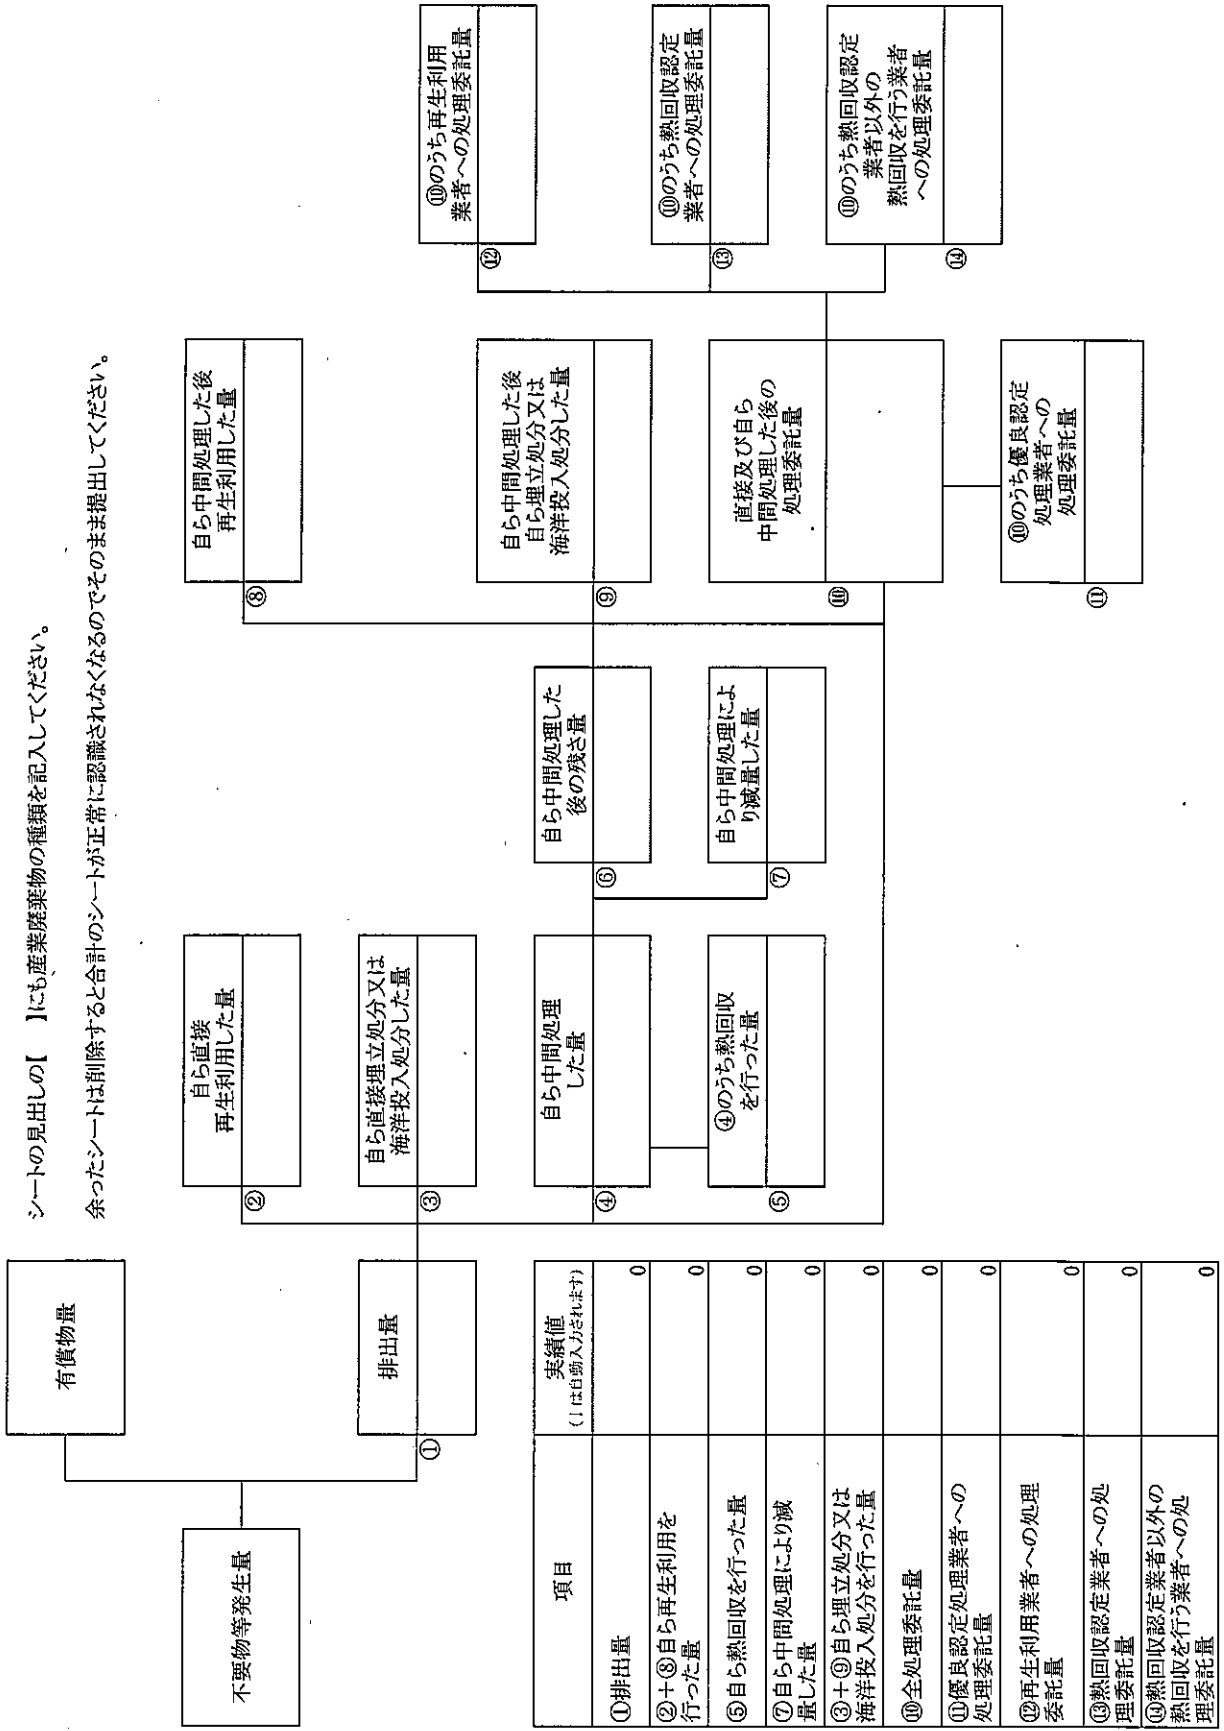 シートの見出しの【　】にも産業廃棄物の種類を記入してください。
余ったシートは削除すると合計のシートが正常に認識されなくなるのでそのまま提出してください。
有償物量
不要物等発生量
排出量
①
②
自ら直接
再生利用した量
③
自ら直接埋立処分又は
海洋投入処分した量
④
自ら中間処理
した量
⑤
④のうち熱回収
を行った量
⑥
自ら中間処理した
後の残さ量
⑦
自ら中間処理によ
り減量した量
⑧
自ら中間処理した後
再生利用した量
⑨
自ら中間処理した後
自ら埋立処分又は
海洋投入処分した量
⑩
直接及び自ら
中間処理した後の
処理委託量
⑪
⑩のうち優良認定
処理業者への
処理委託量
⑫
⑩のうち再生利用
業者への処理委託量
⑬
⑩のうち熱回収認定
業者への処理委託量
⑭
⑩のうち熱回収認定
業者以外の
熱回収を行う業者
への処理委託量
項目
実績値
(↓は自動入力されます)
①排出量
0
②+⑧自ら再生利用を
行った量
0
⑤自ら熱回収を行った量
0
⑦自ら中間処理により減
量した量
0
③+⑨自ら埋立処分又は
海洋投入処分を行った量
0
⑩全処理委託量
0
⑪優良認定処理業者への
処理委託量
0
⑫再生利用業者への処理
委託量
0
⑬熱回収認定業者への処
理委託量
0
⑭熱回収認定業者以外の
熱回収を行う業者への処
理委託量
0